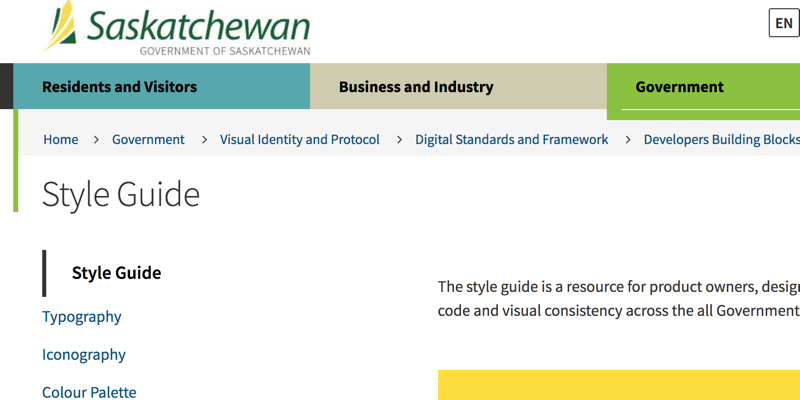 Saskatchewan
GOVERNMENT OF SASKATCHEWAN
EN
Residents and Visitors
Business and Industry
Government
Home > Government > Visual Identity and Protocol > Digital Standards and Framework > Developers Building Blocks
Style Guide
Style Guide
Typography
Iconography
Colour Palette
The style guide is a resource for product owners,
code and visual consistency across the all Government